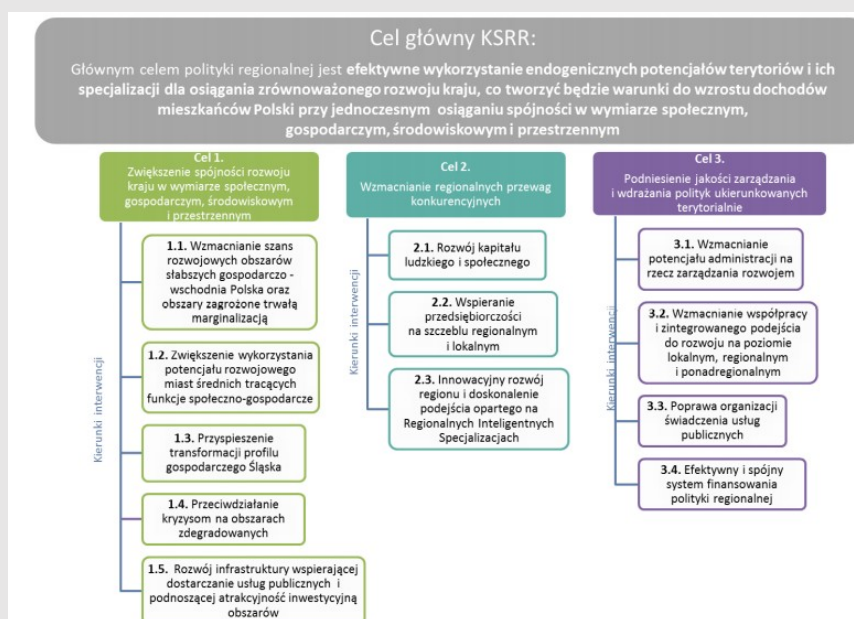 Cel główny KSRR:
Głównym celem polityki regionalnej jest efektywne wykorzystanie endogenicznych potencjałów terytoriów i ich
specjalizacji dla osiągania zrównoważonego rozwoju kraju, co tworzyć będzie warunki do wzrostu dochodów
mieszkańców Polski przy jednoczesnym osiąganiu spójności w wymiarze społecznym,
gospodarczym, środowiskowym i przestrzennym
Cel 1.
Zwiększenie spójności rozwoju
kraju w wymiarze społecznym,
gospodarczym, środowiskowym
i przestrzennym
Kierunki interwencji
1.1. Wzmacnianie szans
rozwojowych obszarów
słabszych gospodarczo -
wschodnia Polska oraz
obszary zagrożone trwałą
marginalizacją
1.2. Zwiększenie wykorzystania
potencjału rozwojowego
miast średnich tracących
funkcje społeczno-gospodarcze
1.3. Przyspieszenie
transformacji profilu
gospodarczego Śląska
1.4. Przeciwdziałanie
kryzysom na obszarach
zdegradowanych
1.5. Rozwój infrastruktury wspierającej
dostarczanie usług publicznych i
podnoszącej atrakcyjność inwestycyjną
obszarów
Cel 2.
Wzmacnianie regionalnych przewag
konkurencyjnych
Kierunki interwencji
2.1. Rozwój kapitału
ludzkiego i społecznego
2.2. Wspieranie
przedsiębiorczości
na szczeblu regionalnym
i lokalnym
2.3. Innowacyjny rozwój
regionu i doskonalenie
podejścia opartego na
Regionalnych Inteligentnych
Specjalizacjach
Cel 3.
Podniesienie jakości zarządzania
i wdrażania polityk ukierunkowanych
terytorialnie
Kierunki interwencji
3.1. Wzmacnianie
potencjału administracji na
rzecz zarządzania rozwojem
3.2. Wzmacnianie współpracy
i zintegrowanego podejścia
do rozwoju na poziomie
lokalnym, regionalnym
i ponadregionalnym
3.3. Poprawa organizacji
świadczenia usług
publicznych
3.4. Efektywny i spójny
system finansowania
polityki regionalnej